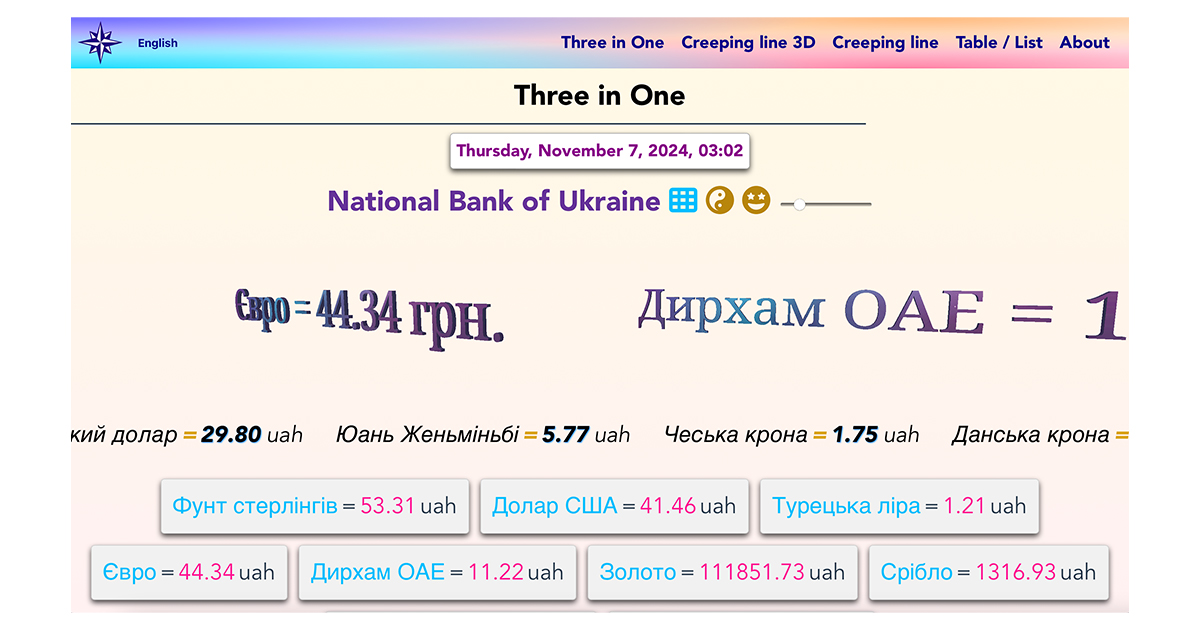 English Three in One Creeping line 3D Creeping line Table / List About
Three in One
Thursday, November 7, 2024, 03:02
National Bank of Ukraine
Євро = 44.34 грн. Дирхам ОАЕ = 1
кий долар = 29.80 uah Юань Женьміньбі = 5.77 uah Чеська крона = 1.75 uah Данська крона =
Фунт стерлінгів = 53.31 uah Долар США = 41.46 uah Турецька ліра = 1.21 uah
Євро = 44.34 uah Дирхам ОАЕ = 11.22 uah Золото = 111851.73 uah Срібло = 1316.93 uah